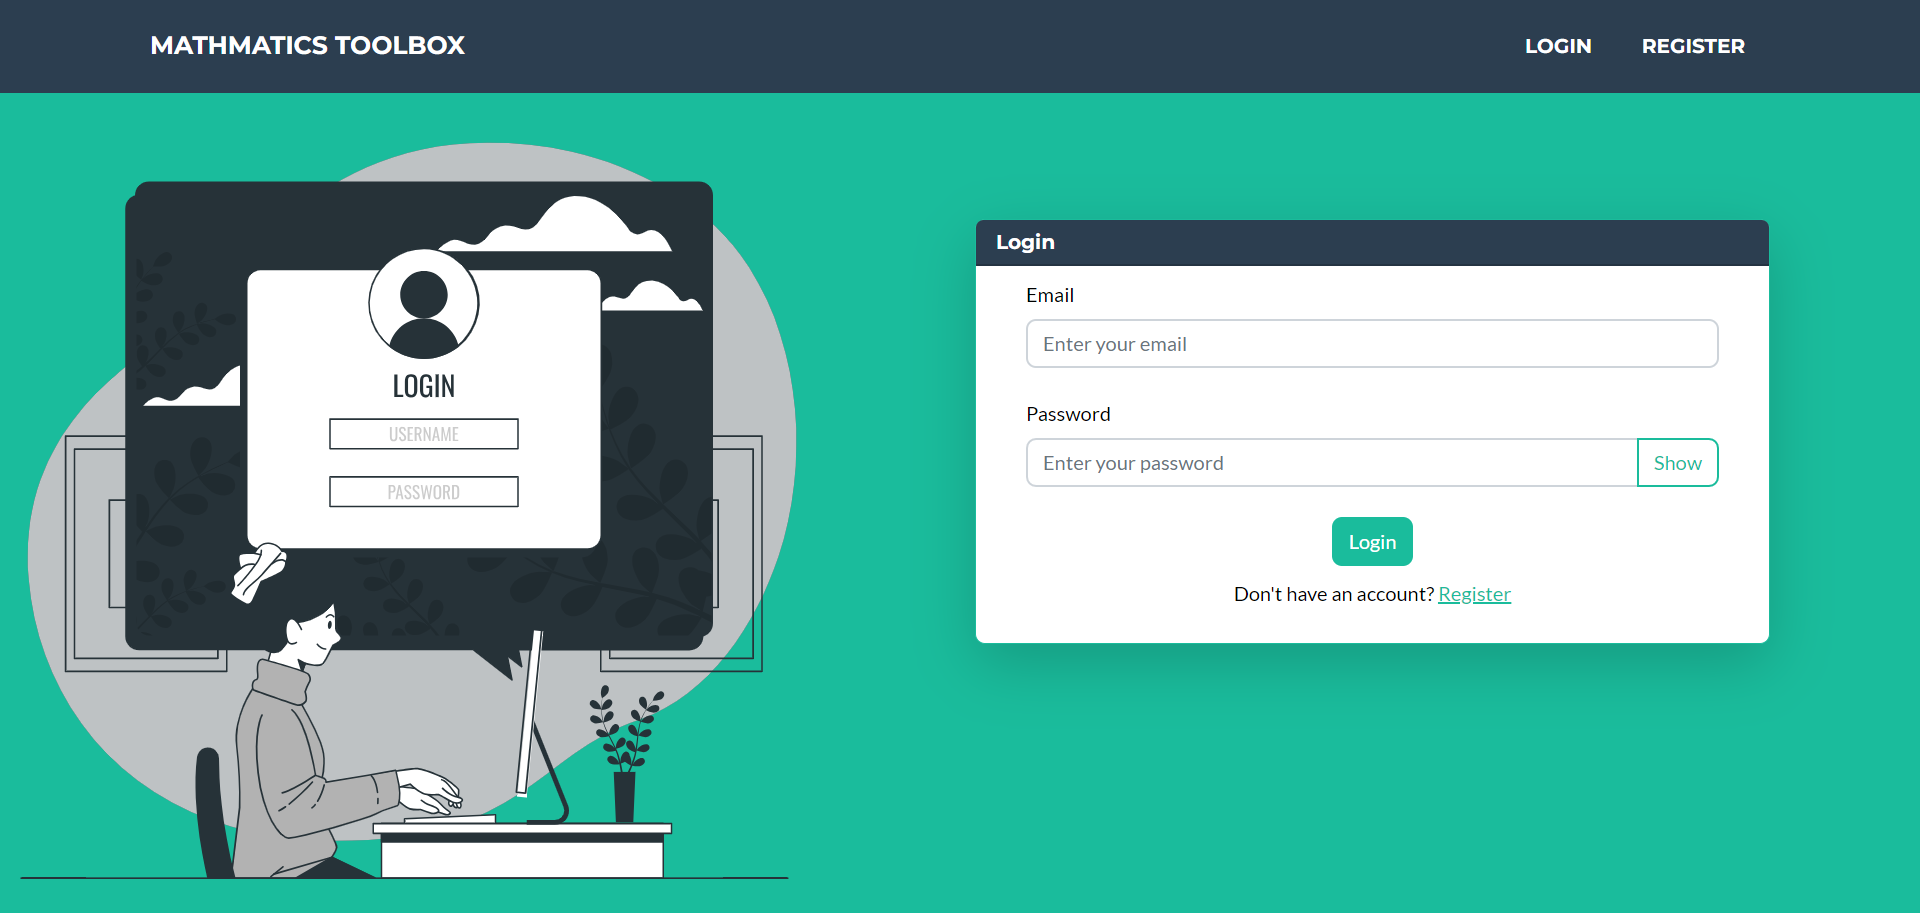 MATHMATICS TOOLBOX
LOGIN
REGISTER
LOGIN
USERNAME
PASSWORD
Login
Email
Enter your email
Password
Enter your password
Show
Login
Don't have an account? Register